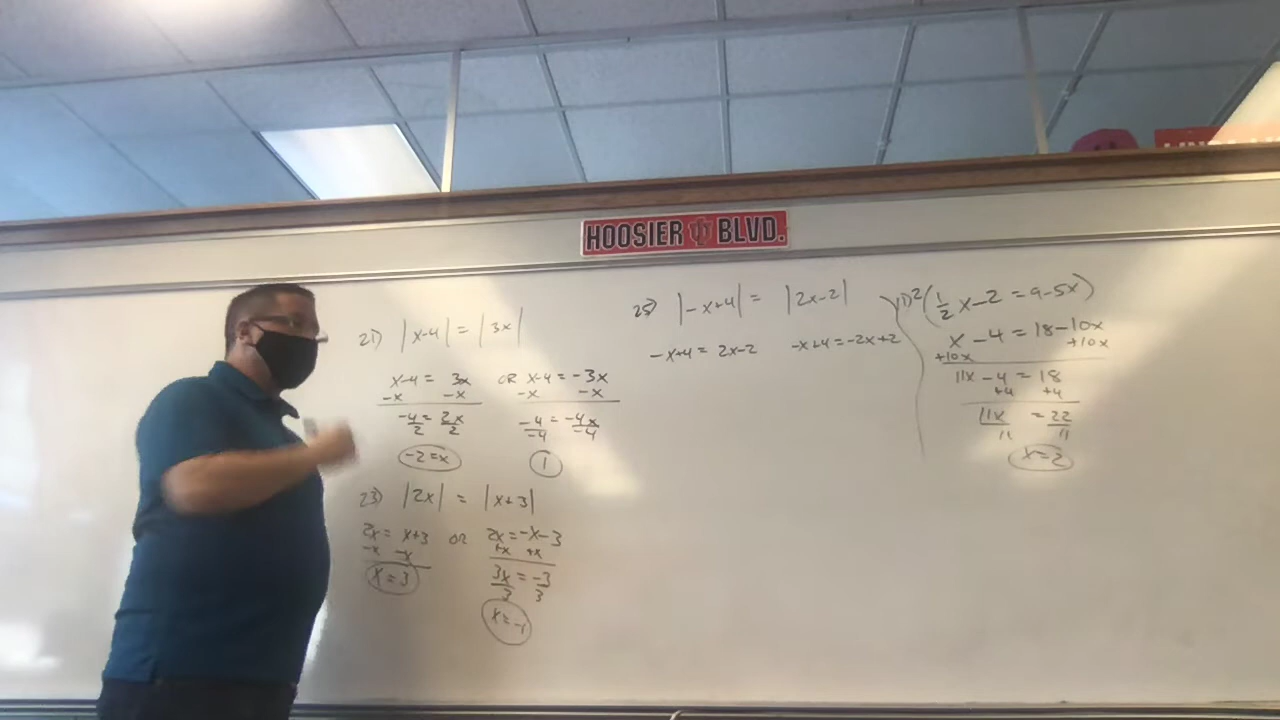 HOOSIER BLVD.
21) |x-4| = |3x|
x-4 = 3x OR x-4 = -3x
-x -x -x -x
-4/2 = 2x/2 -4/-4 = -4x/-4
-2 = x 1
23) |2x| = |x+3|
2x = x+3 OR 2x = -x-3
-x -x +x +x
x = 3 3x/3 = -3/3
x = -1
25) |-x+4| = |2x-2|
-x+4 = 2x-2 -x+4 = -2x+2
41) 2(1/2 x-2 = 9-5x)
x - 4 = 18-10x
+10x +10x
11x - 4 = 18
+4 +4
11x/11 = 22/11
x = 2